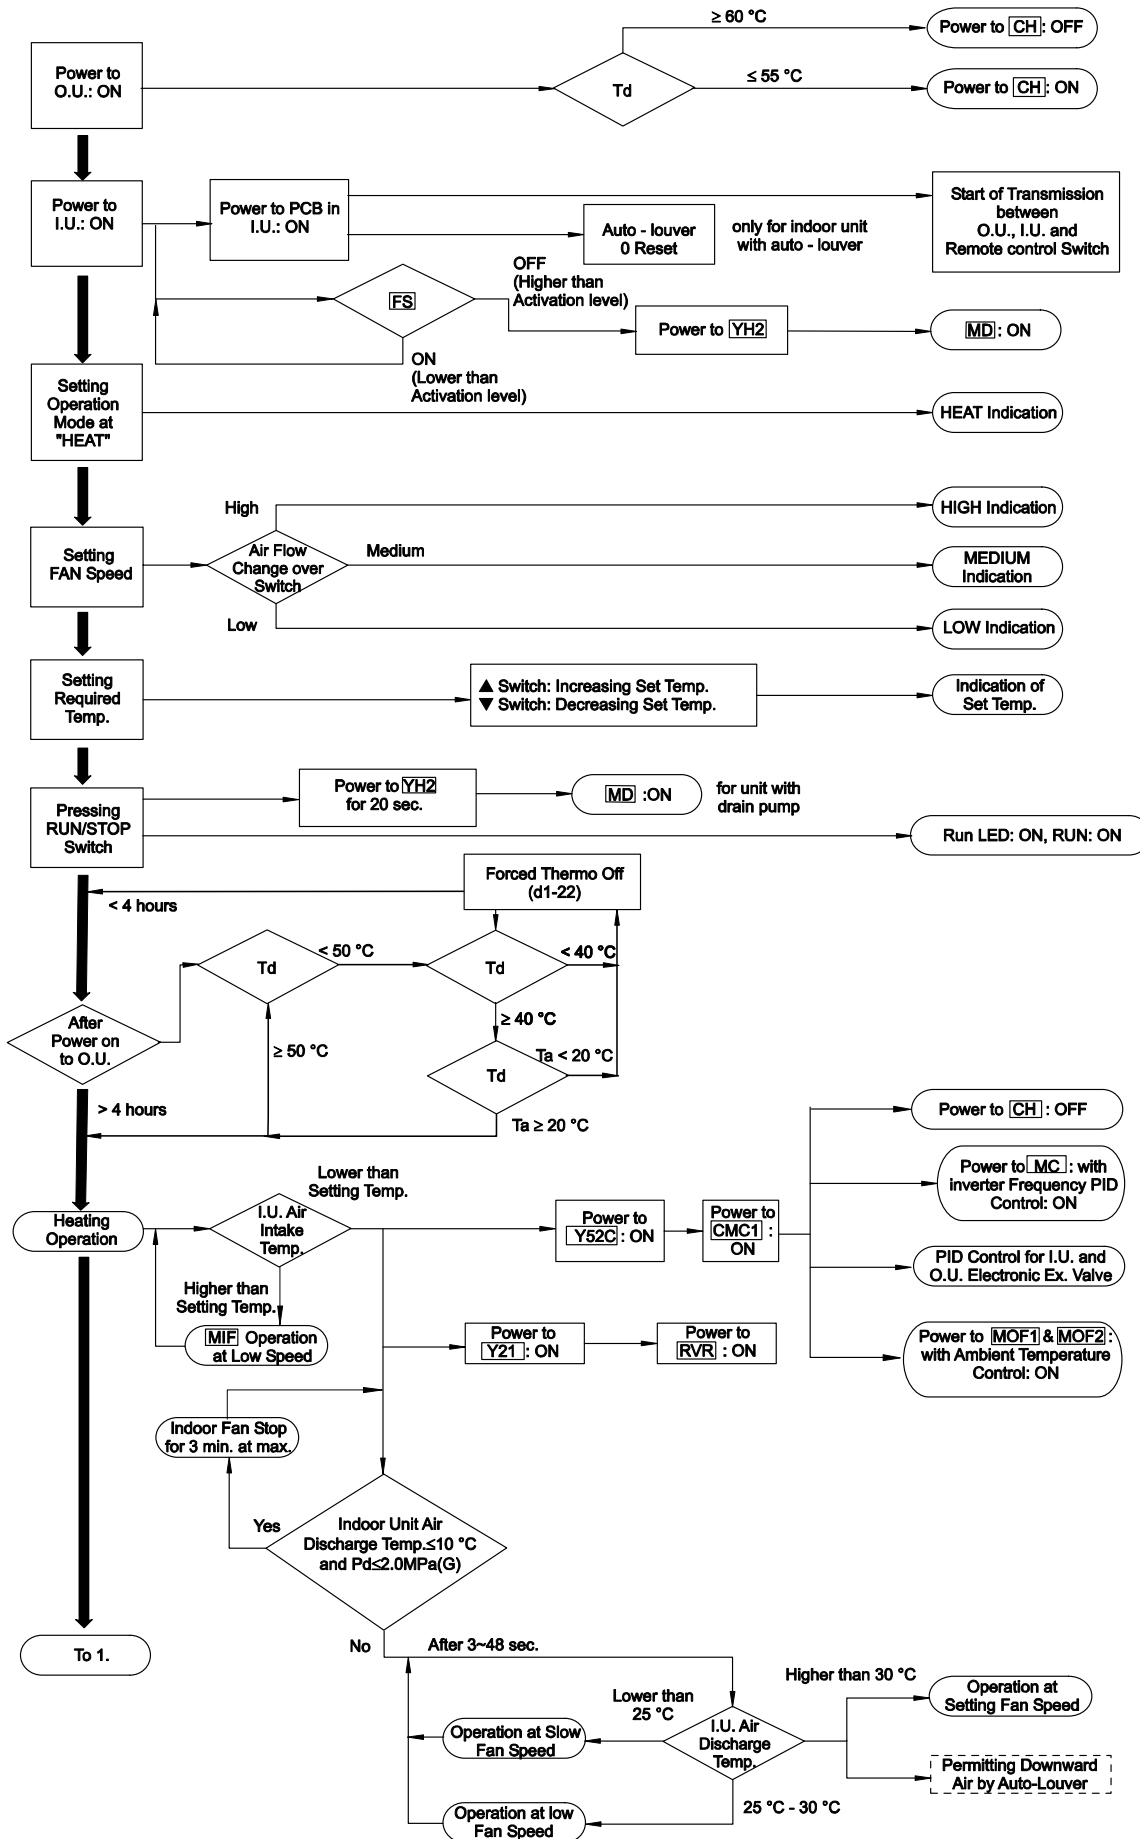 ≥ 60 °C
Power to CH : OFF
Power to
O.U.: ON
Td
≤ 55 °C
Power to CH : ON
Power to
I.U.: ON
Power to PCB in
I.U.: ON
Start of Transmission
between
O.U., I.U. and
Remote control Switch
Auto - louver
0 Reset
only for indoor unit
with auto - louver
FS
OFF
(Higher than
Activation level)
Power to YH2
MD : ON
ON
(Lower than
Activation level)
Setting
Operation
Mode at
"HEAT"
HEAT Indication
High
HIGH Indication
Setting
FAN Speed
Air Flow
Change over
Switch
Medium
MEDIUM
Indication
Low
LOW Indication
Setting
Required
Temp.
▲ Switch: Increasing Set Temp.
▼ Switch: Decreasing Set Temp.
Indication of
Set Temp.
Pressing
RUN/STOP
Switch
Power to YH2
for 20 sec.
MD :ON
for unit with
drain pump
Run LED: ON, RUN: ON
Forced Thermo Off
(d1-22)
< 4 hours
Td
< 50 °C
Td
< 40 °C
After
Power on
to O.U.
≥ 50 °C
≥ 40 °C
Td
Ta < 20 °C
> 4 hours
Ta ≥ 20 °C
Power to CH : OFF
Power to MC : with
inverter Frequency PID
Control: ON
Heating
Operation
I.U. Air
Intake
Temp.
Lower than
Setting Temp.
Power to
Y52C : ON
Power to
CMC1 :
ON
PID Control for I.U. and
O.U. Electronic Ex. Valve
Higher than
Setting Temp.
MIF Operation
at Low Speed
Power to
Y21 : ON
Power to
RVR : ON
Power to MOF1 & MOF2 :
with Ambient Temperature
Control: ON
Indoor Fan Stop
for 3 min. at max.
Yes
Indoor Unit Air
Discharge Temp.≤10 °C
and Pd≤2.0MPa(G)
To 1.
No
After 3~48 sec.
Higher than 30 °C
Operation at
Setting Fan Speed
Lower than
25 °C
Operation at Slow
Fan Speed
I.U. Air
Discharge
Temp.
Permitting Downward
Air by Auto-Louver
25 °C - 30 °C
Operation at low
Fan Speed